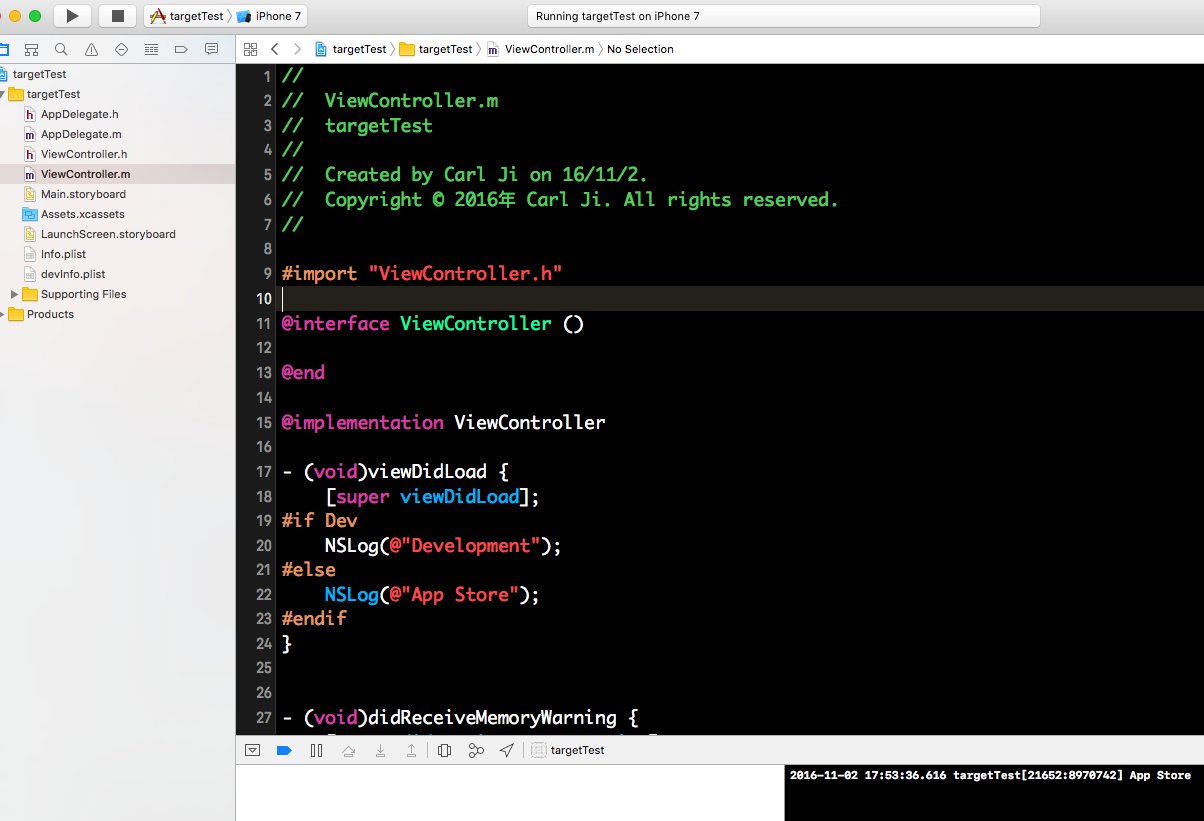 targetTest iPhone 7
Running targetTest on iPhone 7
targetTest targetTest ViewController.m No Selection
targetTest
targetTest
AppDelegate.h
AppDelegate.m
ViewController.h
ViewController.m
Main.storyboard
Assets.xcassets
LaunchScreen.storyboard
Info.plist
devInfo.plist
Supporting Files
Products
1 //
2 //  ViewController.m
3 //  targetTest
4 //
5 //  Created by Carl Ji on 16/11/2.
6 //  Copyright © 2016年 Carl Ji. All rights reserved.
7 //
8
9 #import "ViewController.h"
10
11 @interface ViewController ()
12
13 @end
14
15 @implementation ViewController
16
17 - (void)viewDidLoad {
18     [super viewDidLoad];
19 #if Dev
20     NSLog(@"Development");
21 #else
22     NSLog(@"App Store");
23 #endif
24 }
25
26
27 - (void)didReceiveMemoryWarning {
targetTest
2016-11-02 17:53:36.616 targetTest[21652:8970742] App Store